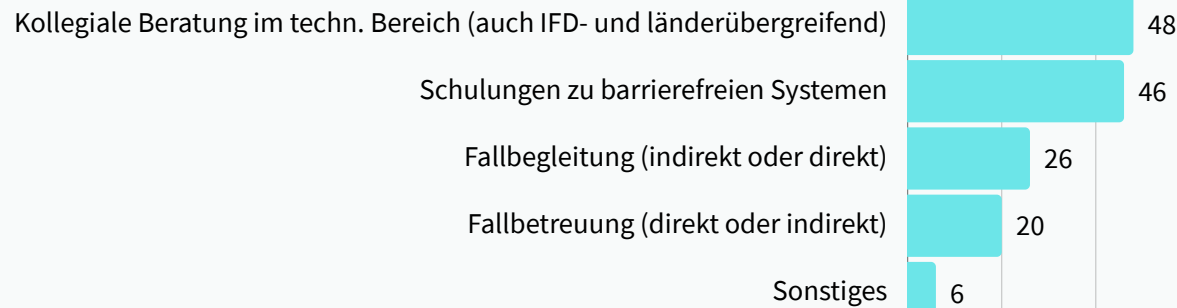 Kollegiale Beratung im techn. Bereich (auch IFD- und länderübergreifend) 48
Schulungen zu barrierefreien Systemen 46
Fallbegleitung (indirekt oder direkt) 26
Fallbetreuung (direkt oder indirekt) 20
Sonstiges 6